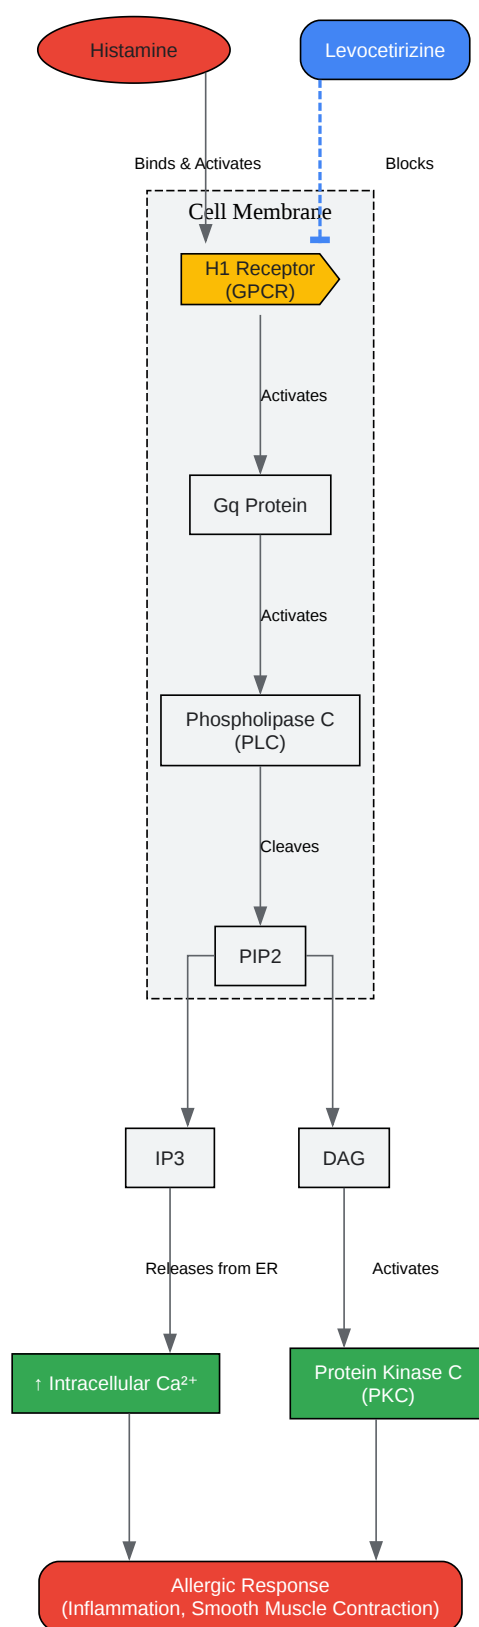 Histamine
Levocetirizine
Binds & Activates
Blocks
Cell Membrane
H1 Receptor
(GPCR)
Activates
Gq Protein
Activates
Phospholipase C
(PLC)
Cleaves
PIP2
IP3
DAG
Releases from ER
Activates
↑ Intracellular Ca²⁺
Protein Kinase C
(PKC)
Allergic Response
(Inflammation, Smooth Muscle Contraction)